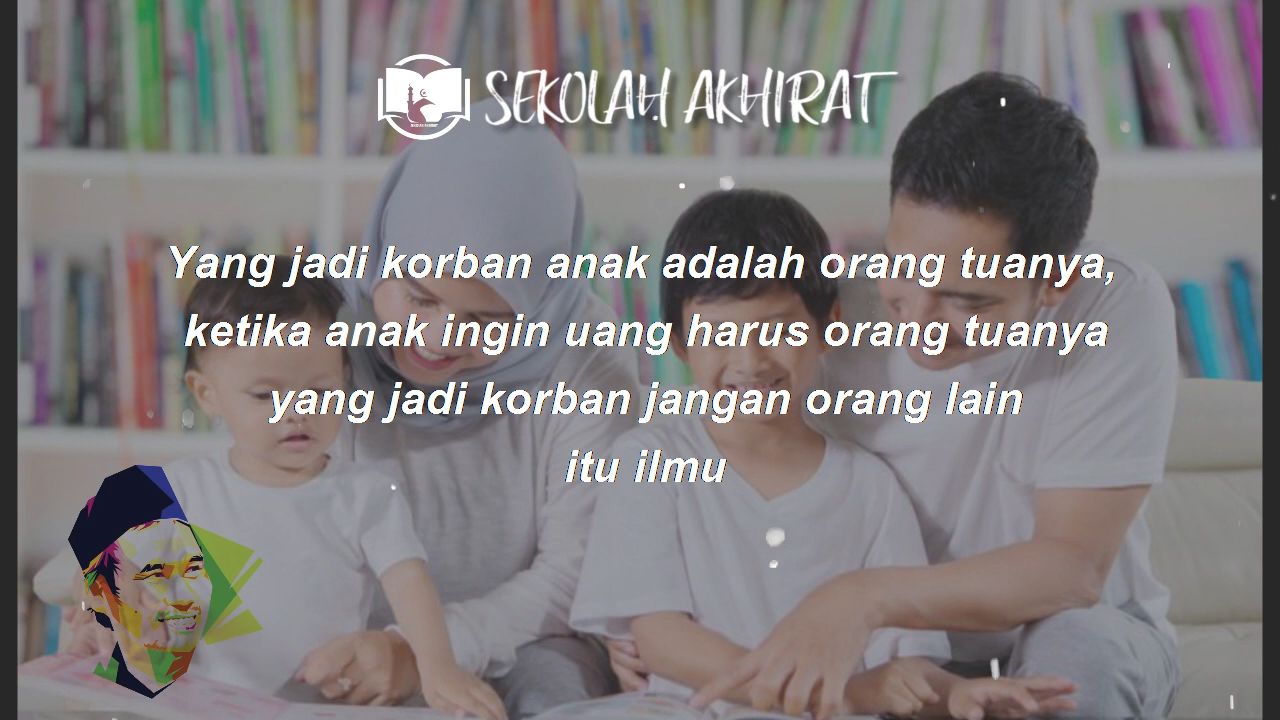 SEKOLAH AKHIRAT
Yang jadi korban anak adalah orang tuanya,
ketika anak ingin uang harus orang tuanya
yang jadi korban jangan orang lain
itu ilmu